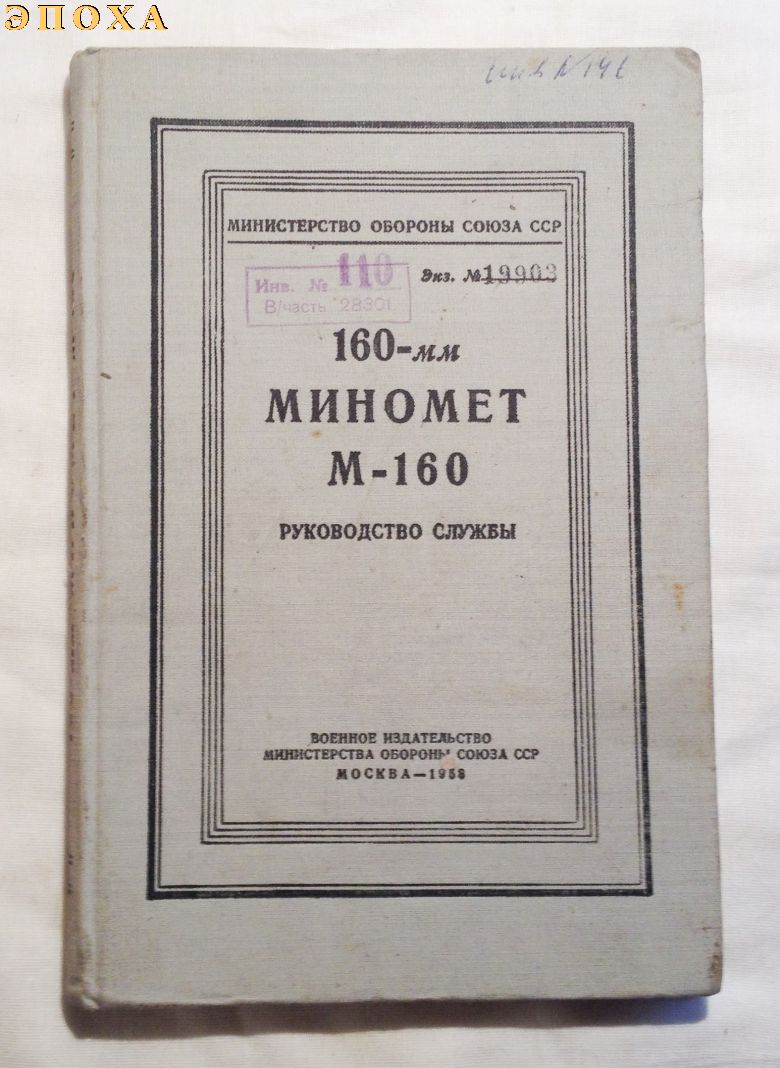 ЭПОХА
МИНИСТЕРСТВО ОБОРОНЫ СОЮЗА ССР
Инв. № 110
В/часть 28301
Экз. №19903
160-мм
МИНОМЕТ
М-160
РУКОВОДСТВО СЛУЖБЫ
ВОЕННОЕ ИЗДАТЕЛЬСТВО
МИНИСТЕРСТВА ОБОРОНЫ СОЮЗА ССР
МОСКВА—1958